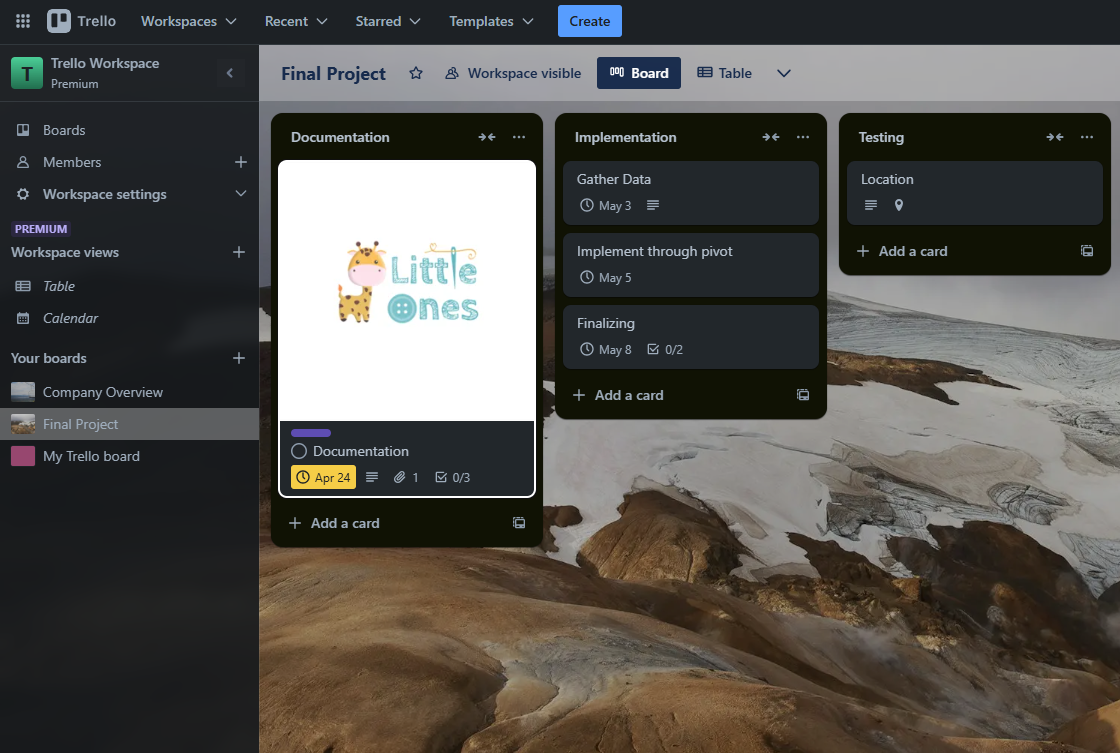 Trello Workspaces Recent Starred Templates Create
T Trello Workspace
Premium
Boards
Members
Workspace settings
PREMIUM
Workspace views
Table
Calendar
Your boards
Company Overview
Final Project
My Trello board
Final Project Workspace visible Board Table
Documentation
Little
Ones
Documentation
Apr 24 1 0/3
Add a card
Implementation
Gather Data
May 3
Implement through pivot
May 5
Finalizing
May 8 0/2
Add a card
Testing
Location
Add a card